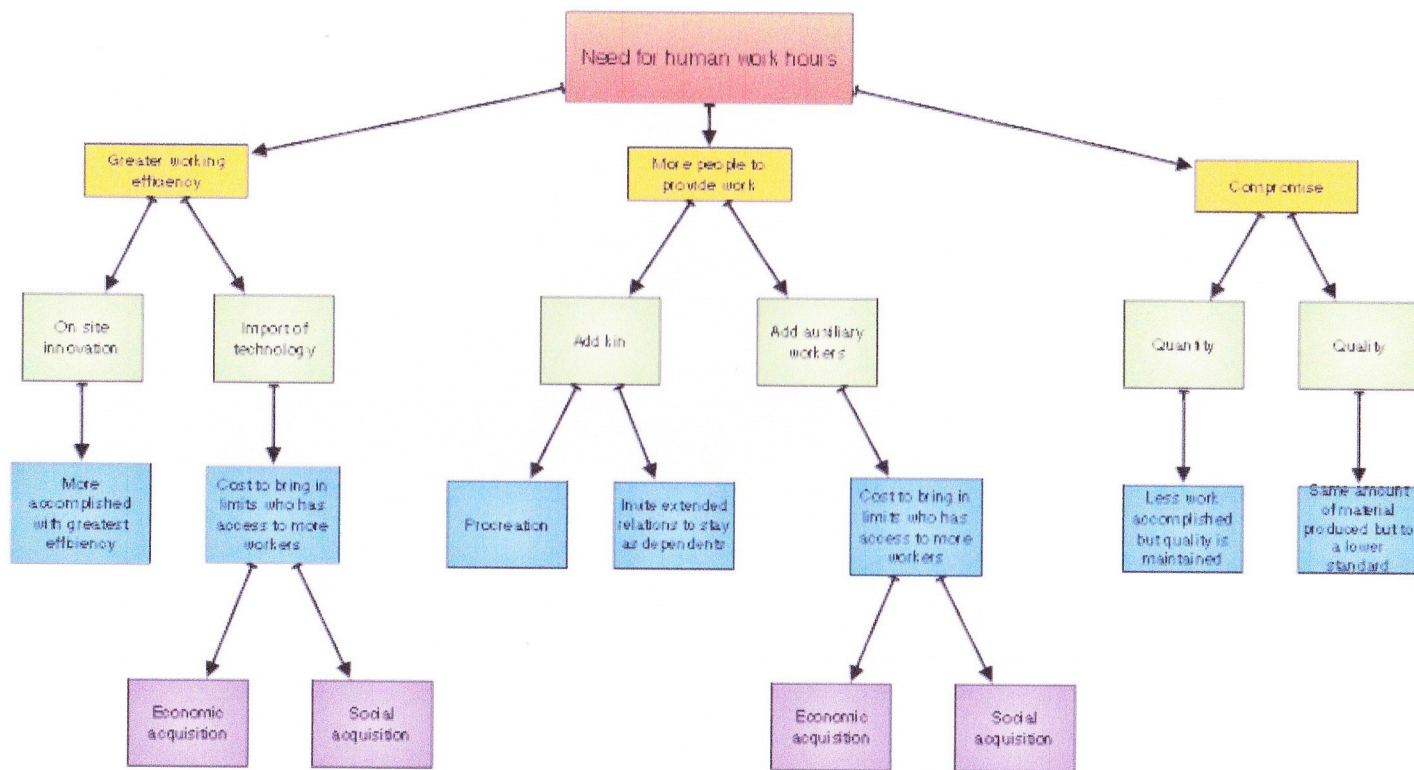 Need for human work hours
Greater working
efficiency
More people to
provide work
Compromise
On site
innovation
Import of
technology
Add kin
Add auxiliary
workers
Quantity
Quality
More
accomplished
with greatest
efficiency
Cost to bring in
limits who has
access to more
workers
Procreation
Invite extended
relations to stay
as dependents
Cost to bring in
limits who has
access to more
workers
Less work
accomplished
but quality is
maintained
Same amount
of material
produced but to
a lower
standard
Economic
acquisition
Social
acquisition
Economic
acquisition
Social
acquisition